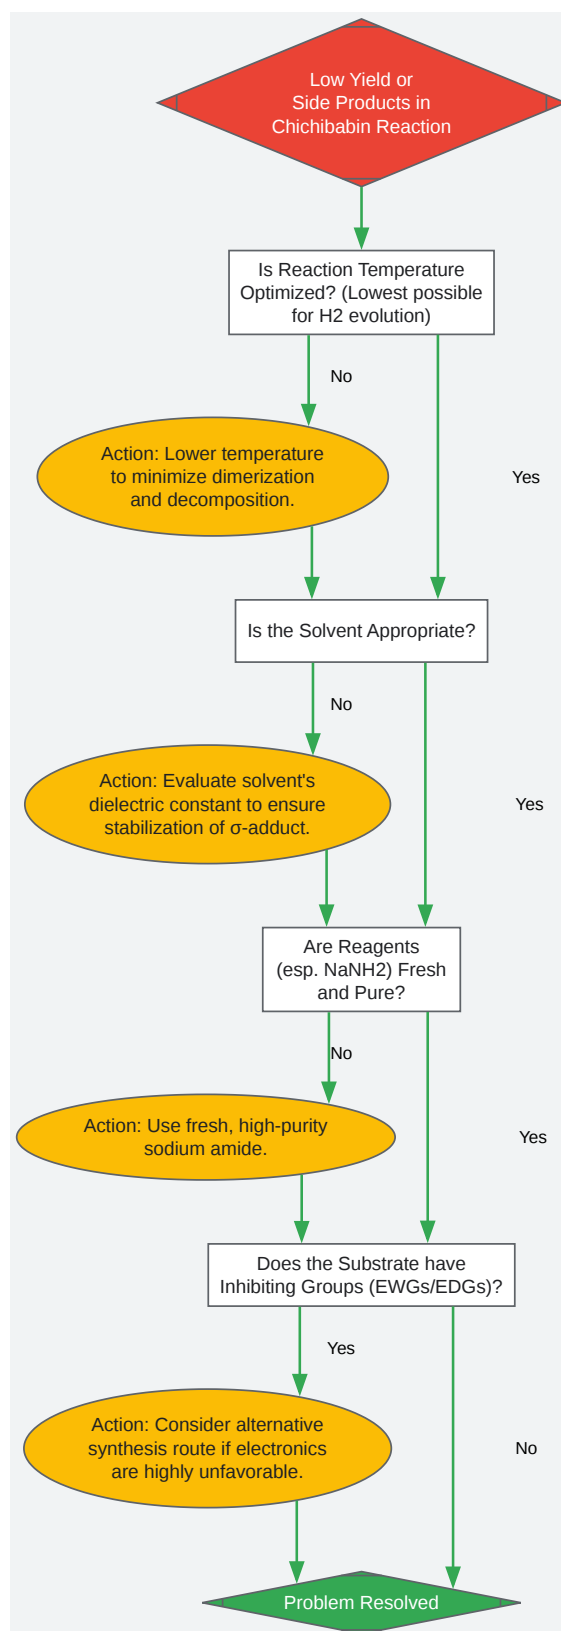 Low Yield or
Side Products in
Chichibabin Reaction
Is Reaction Temperature
Optimized? (Lowest possible
for H2 evolution)
No
Action: Lower temperature
to minimize dimerization
and decomposition.
Yes
Is the Solvent Appropriate?
No
Action: Evaluate solvent's
dielectric constant to ensure
stabilization of σ-adduct.
Yes
Are Reagents
(esp. NaNH2) Fresh
and Pure?
No
Action: Use fresh, high-purity
sodium amide.
Yes
Does the Substrate have
Inhibiting Groups (EWGs/EDGs)?
Yes
Action: Consider alternative
synthesis route if electronics
are highly unfavorable.
No
Problem Resolved